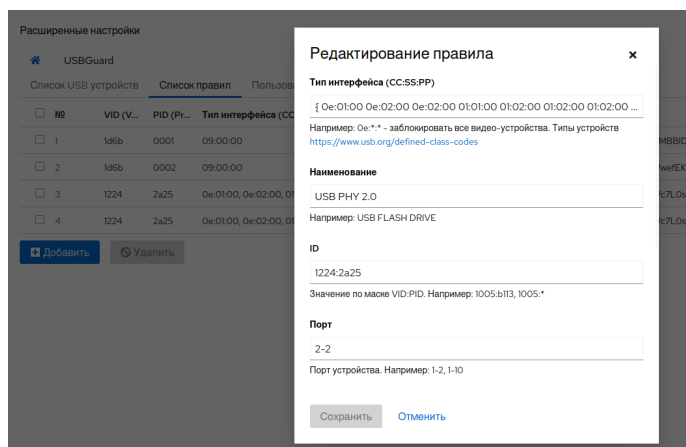 Расширенные настройки
USBGuard
Список USB устройств Список правил Пользов
№ VID (V... PID (Pr... Тип интерфейса (CC
1 1d6b 0001 09:00:00
2 1d6b 0002 09:00:00
3 1224 2a25 0e:01:00, 0e:02:00, 01
4 1224 2a25 0e:01:00, 0e:02:00, 01
Добавить Удалить
Редактирование правила
Тип интерфейса (CC:SS:PP)
{ 0e:01:00 0e:02:00 0e:02:00 01:01:00 01:02:00 01:02:00 01:02:00 ...
Например: 0e:*:* - заблокировать все видео-устройства. Типы устройств
https://www.usb.org/defined-class-codes
Наименование
USB PHY 2.0
Например: USB FLASH DRIVE
ID
1224:2a25
Значение по маске VID:PID. Например: 1005:b113, 1005:*
Порт
2-2
Порт устройства. Например: 1-2, 1-10
Сохранить Отменить